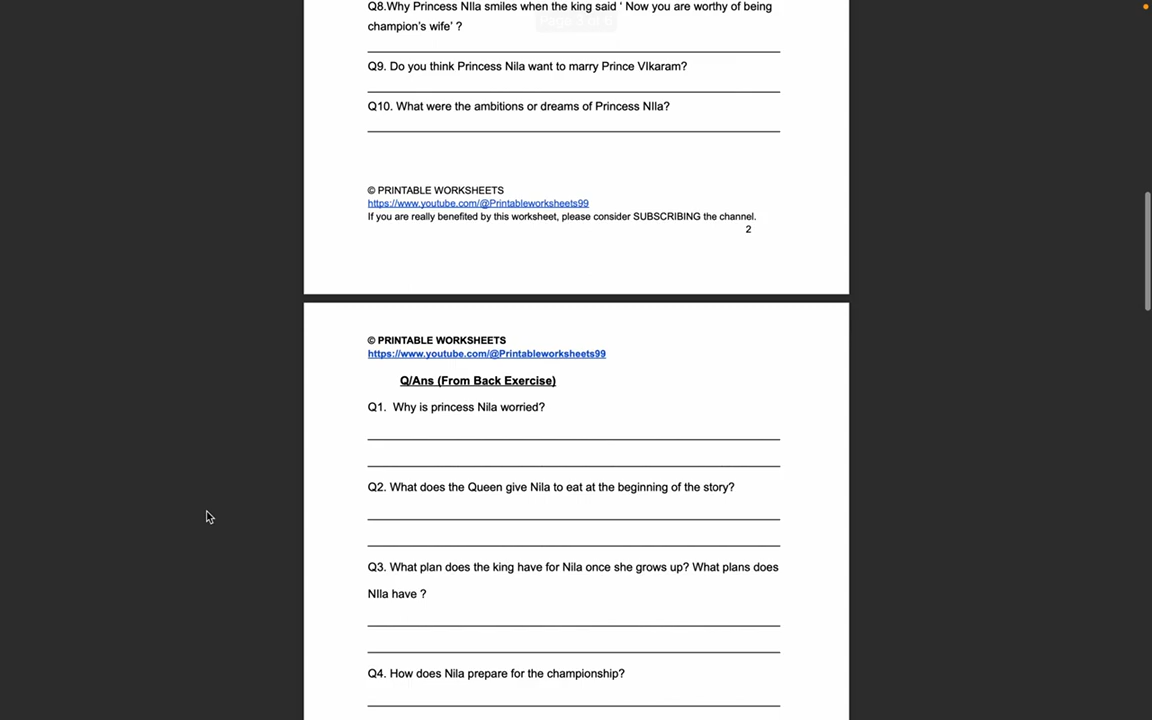 Q8.Why Princess NIla smiles when the king said ‘ Now you are worthy of being
champion’s wife’ ?
Page 3 of 6
Q9. Do you think Princess Nila want to marry Prince VIkaram?
Q10. What were the ambitions or dreams of Princess NIla?
© PRINTABLE WORKSHEETS
https://www.youtube.com/@Printableworksheets99
If you are really benefited by this worksheet, please consider SUBSCRIBING the channel.
2
© PRINTABLE WORKSHEETS
https://www.youtube.com/@Printableworksheets99
Q/Ans (From Back Exercise)
Q1.  Why is princess Nila worried?
Q2. What does the Queen give Nila to eat at the beginning of the story?
Q3. What plan does the king have for Nila once she grows up? What plans does
NIla have ?
Q4. How does Nila prepare for the championship?